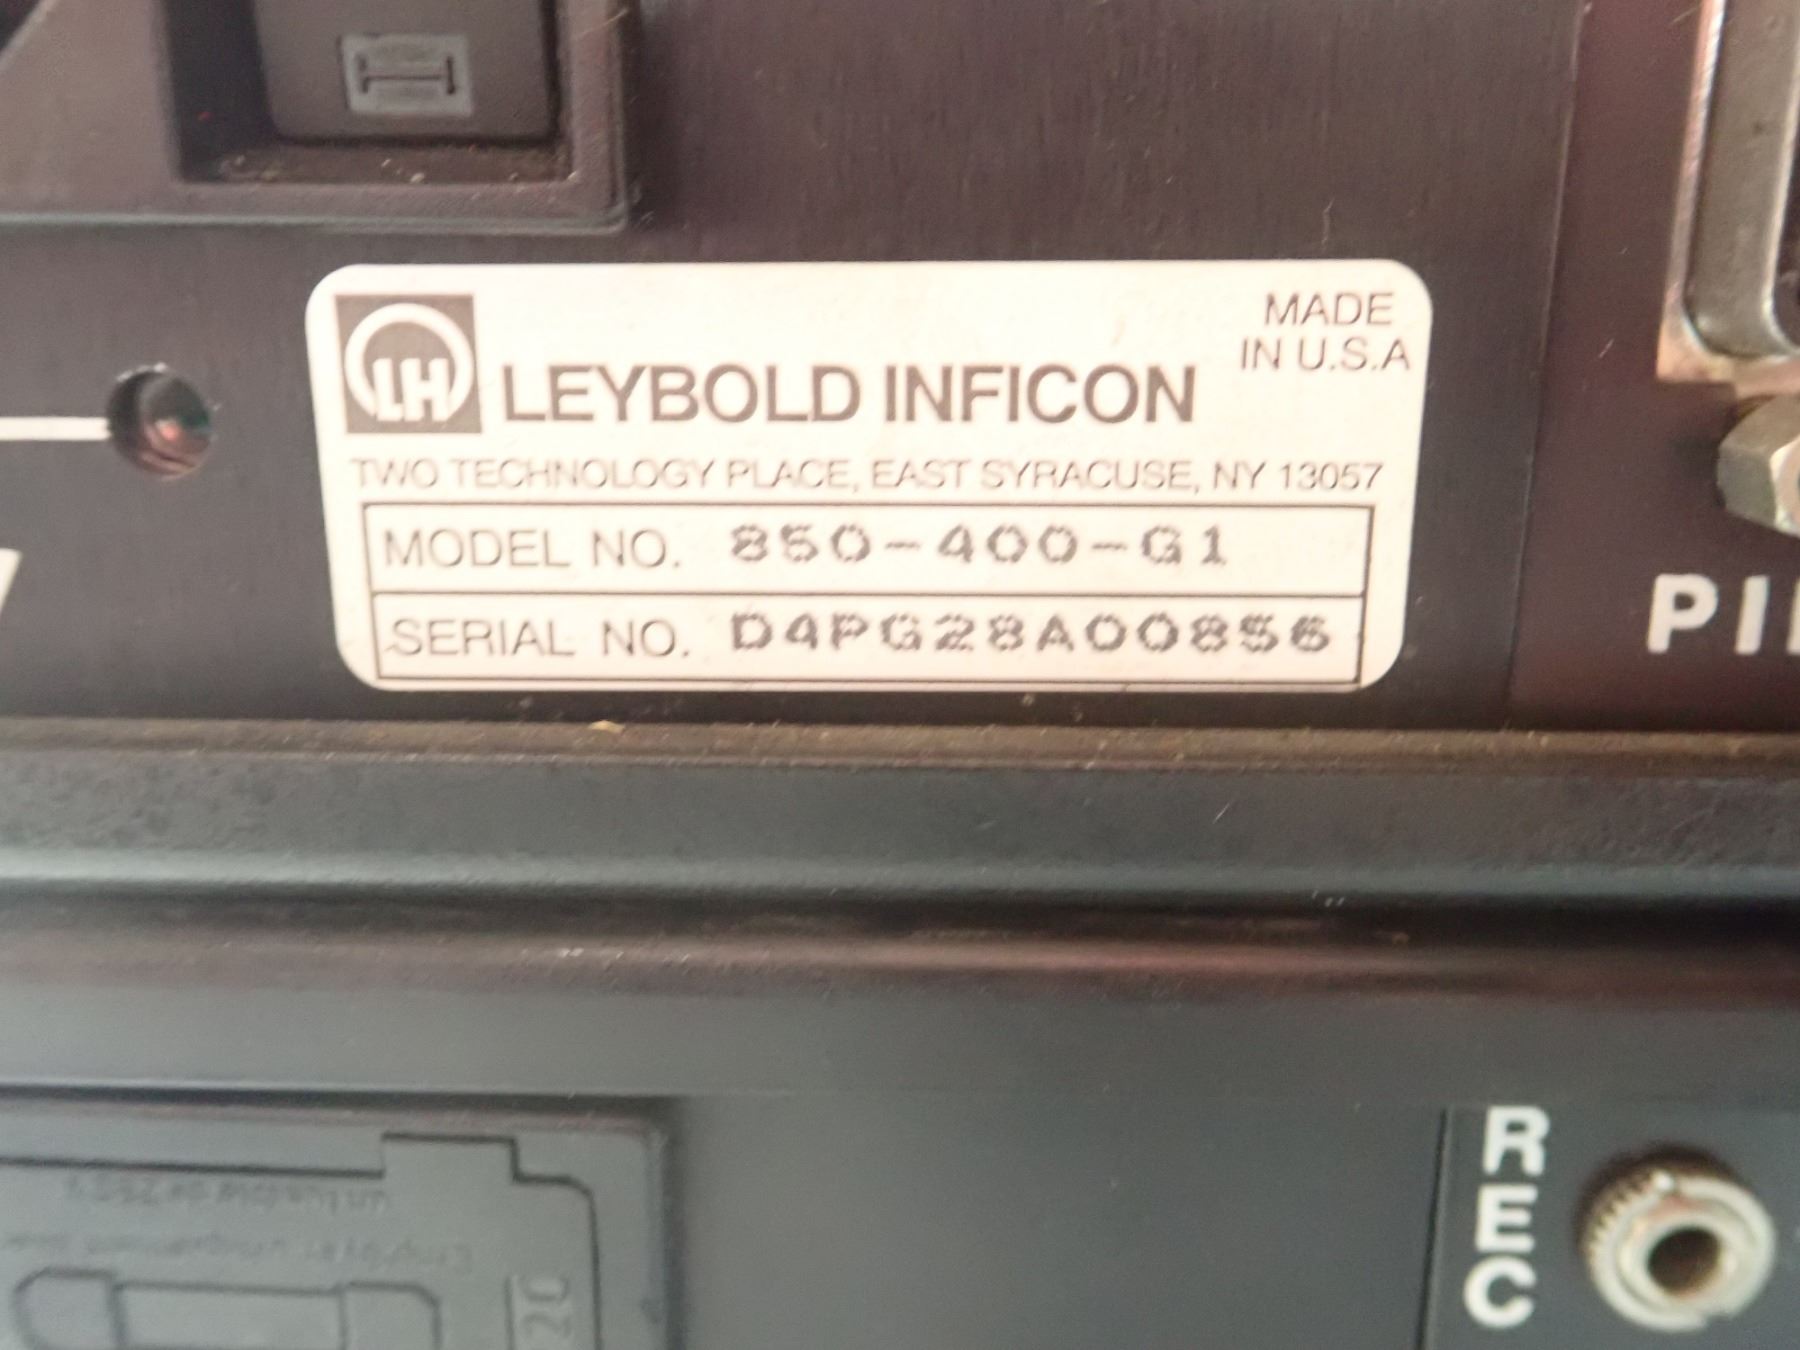 MADE
IN U.S.A
LH
LEYBOLD INFICON
TWO TECHNOLOGY PLACE, EAST SYRACUSE, NY 13057
MODEL NO. 850-400-G1
SERIAL NO. D4PG28A00856
REC